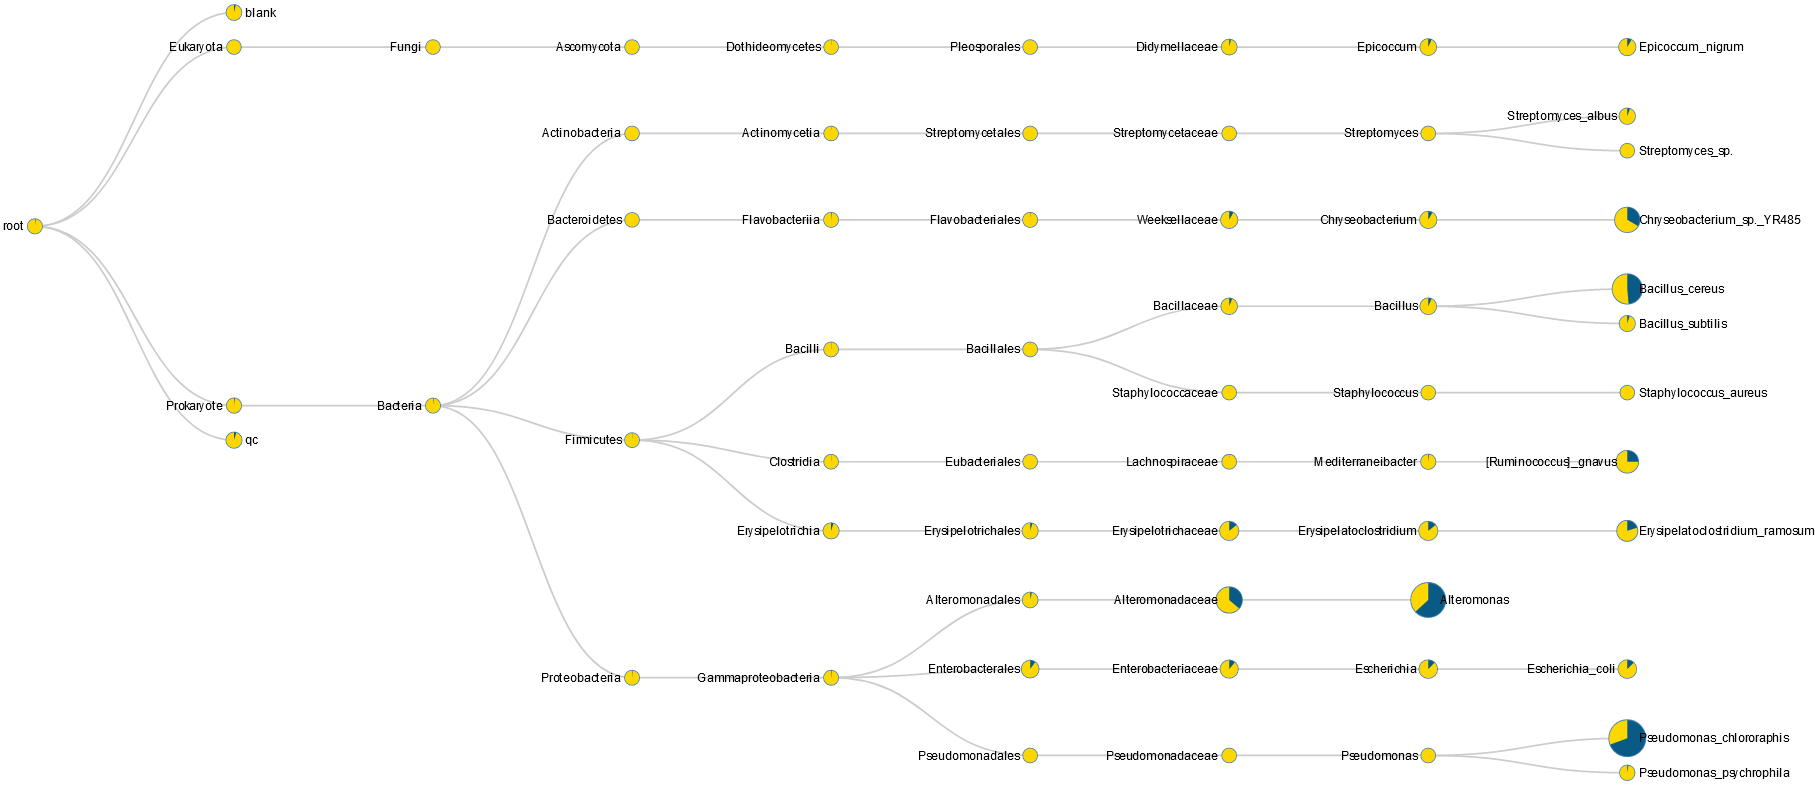 blank
Eukaryota
Fungi
Ascomycota
Dothideomycetes
Pleosporales
Didymellaceae
Epicoccum
Epicoccum_nigrum
Streptomyces_albus
Actinobacteria
Actinomycetia
Streptomycetales
Streptomycetaceae
Streptomyces
Streptomyces_sp.
Bacteroidetes
Flavobacteriia
Flavobacteriales
Weeksellaceae
Chryseobacterium
Chryseobacterium_sp._YR485
root
Bacillus_cereus
Bacillaceae
Bacillus
Bacillus_subtilis
Bacilli
Bacillales
Staphylococcaceae
Staphylococcus
Staphylococcus_aureus
Prokaryote
Bacteria
qc
Firmicutes
Clostridia
Eubacteriales
Lachnospiraceae
Mediterraneibacter
[Ruminococcus]_gnavus
Erysipelotrichia
Erysipelotrichales
Erysipelotrichaceae
Erysipelatoclostridium
Erysipelatoclostridium_ramosum
Alteromonadales
Alteromonadaceae
Alteromonas
Enterobacterales
Enterobacteriaceae
Escherichia
Escherichia_coli
Proteobacteria
Gammaproteobacteria
Pseudomonas_chlororaphis
Pseudomonadales
Pseudomonadaceae
Pseudomonas
Pseudomonas_psychrophila